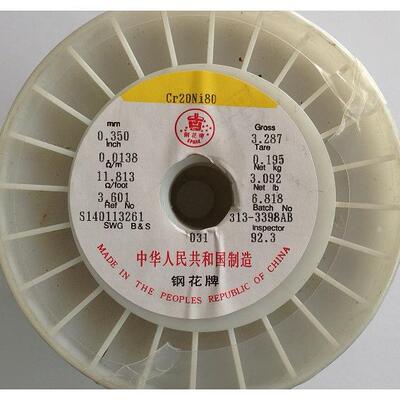 Cr20Ni80
mm
0.350
Inch
0.0138
Ω/m
11.813
Ω/foot
3.601
Ref No
S140113261
SWG B&S
031
钢花牌
Gross
3.287
Tare
0.195
Net kg
3.092
Net lb
6.818
Batch No
313-3398AB
Inspector
92.3
中华人民共和国制造
钢花牌
MADE IN THE PEOPLES REPUBLIC OF CHINA